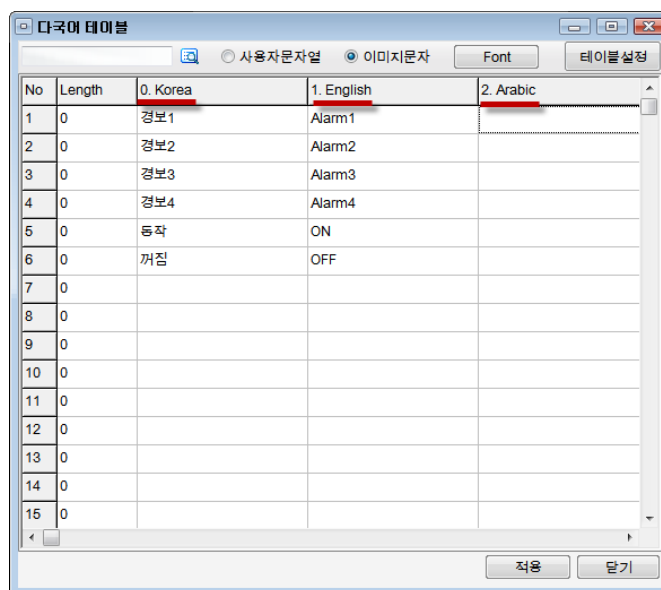 다국어 테이블
사용자문자열 이미지문자 Font 테이블설정
No Length 0. Korea 1. English 2. Arabic
1 0 경보1 Alarm1
2 0 경보2 Alarm2
3 0 경보3 Alarm3
4 0 경보4 Alarm4
5 0 동작 ON
6 0 꺼짐 OFF
7 0
8 0
9 0
10 0
11 0
12 0
13 0
14 0
15 0
적용 닫기